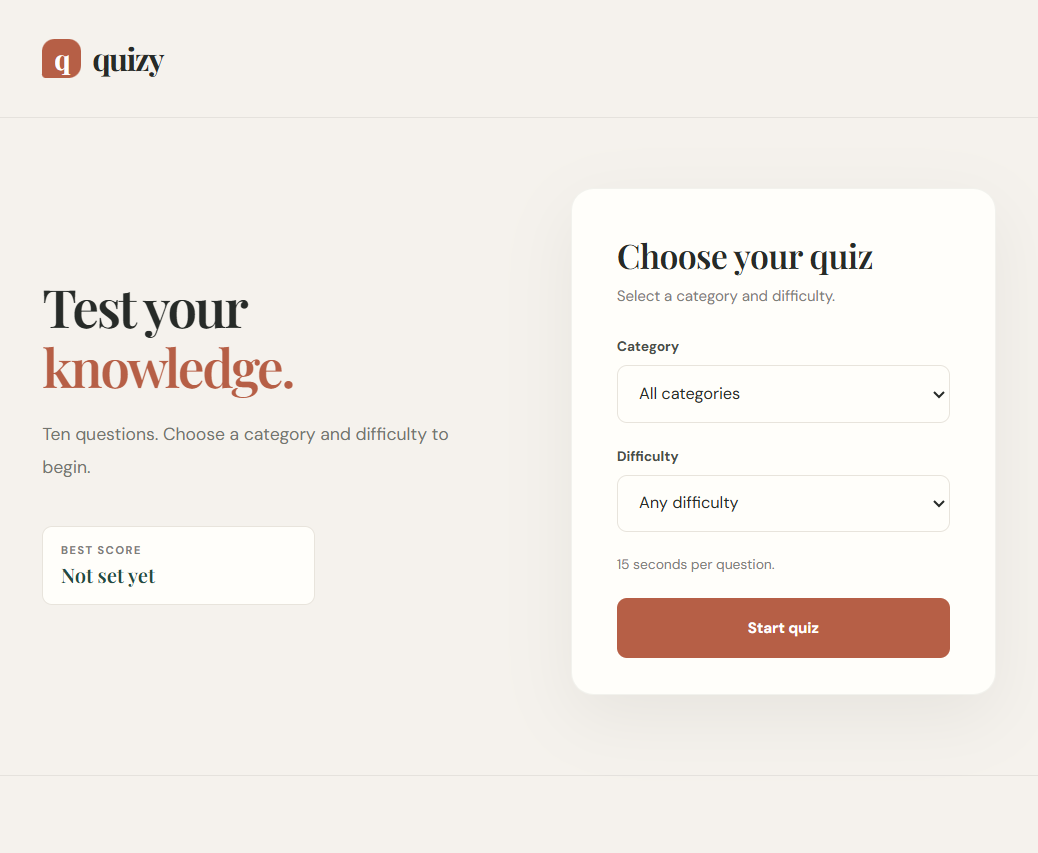 q quizy
Test your
knowledge.
Ten questions. Choose a category and difficulty to
begin.
BEST SCORE
Not set yet
Choose your quiz
Select a category and difficulty.
Category
All categories
Difficulty
Any difficulty
15 seconds per question.
Start quiz